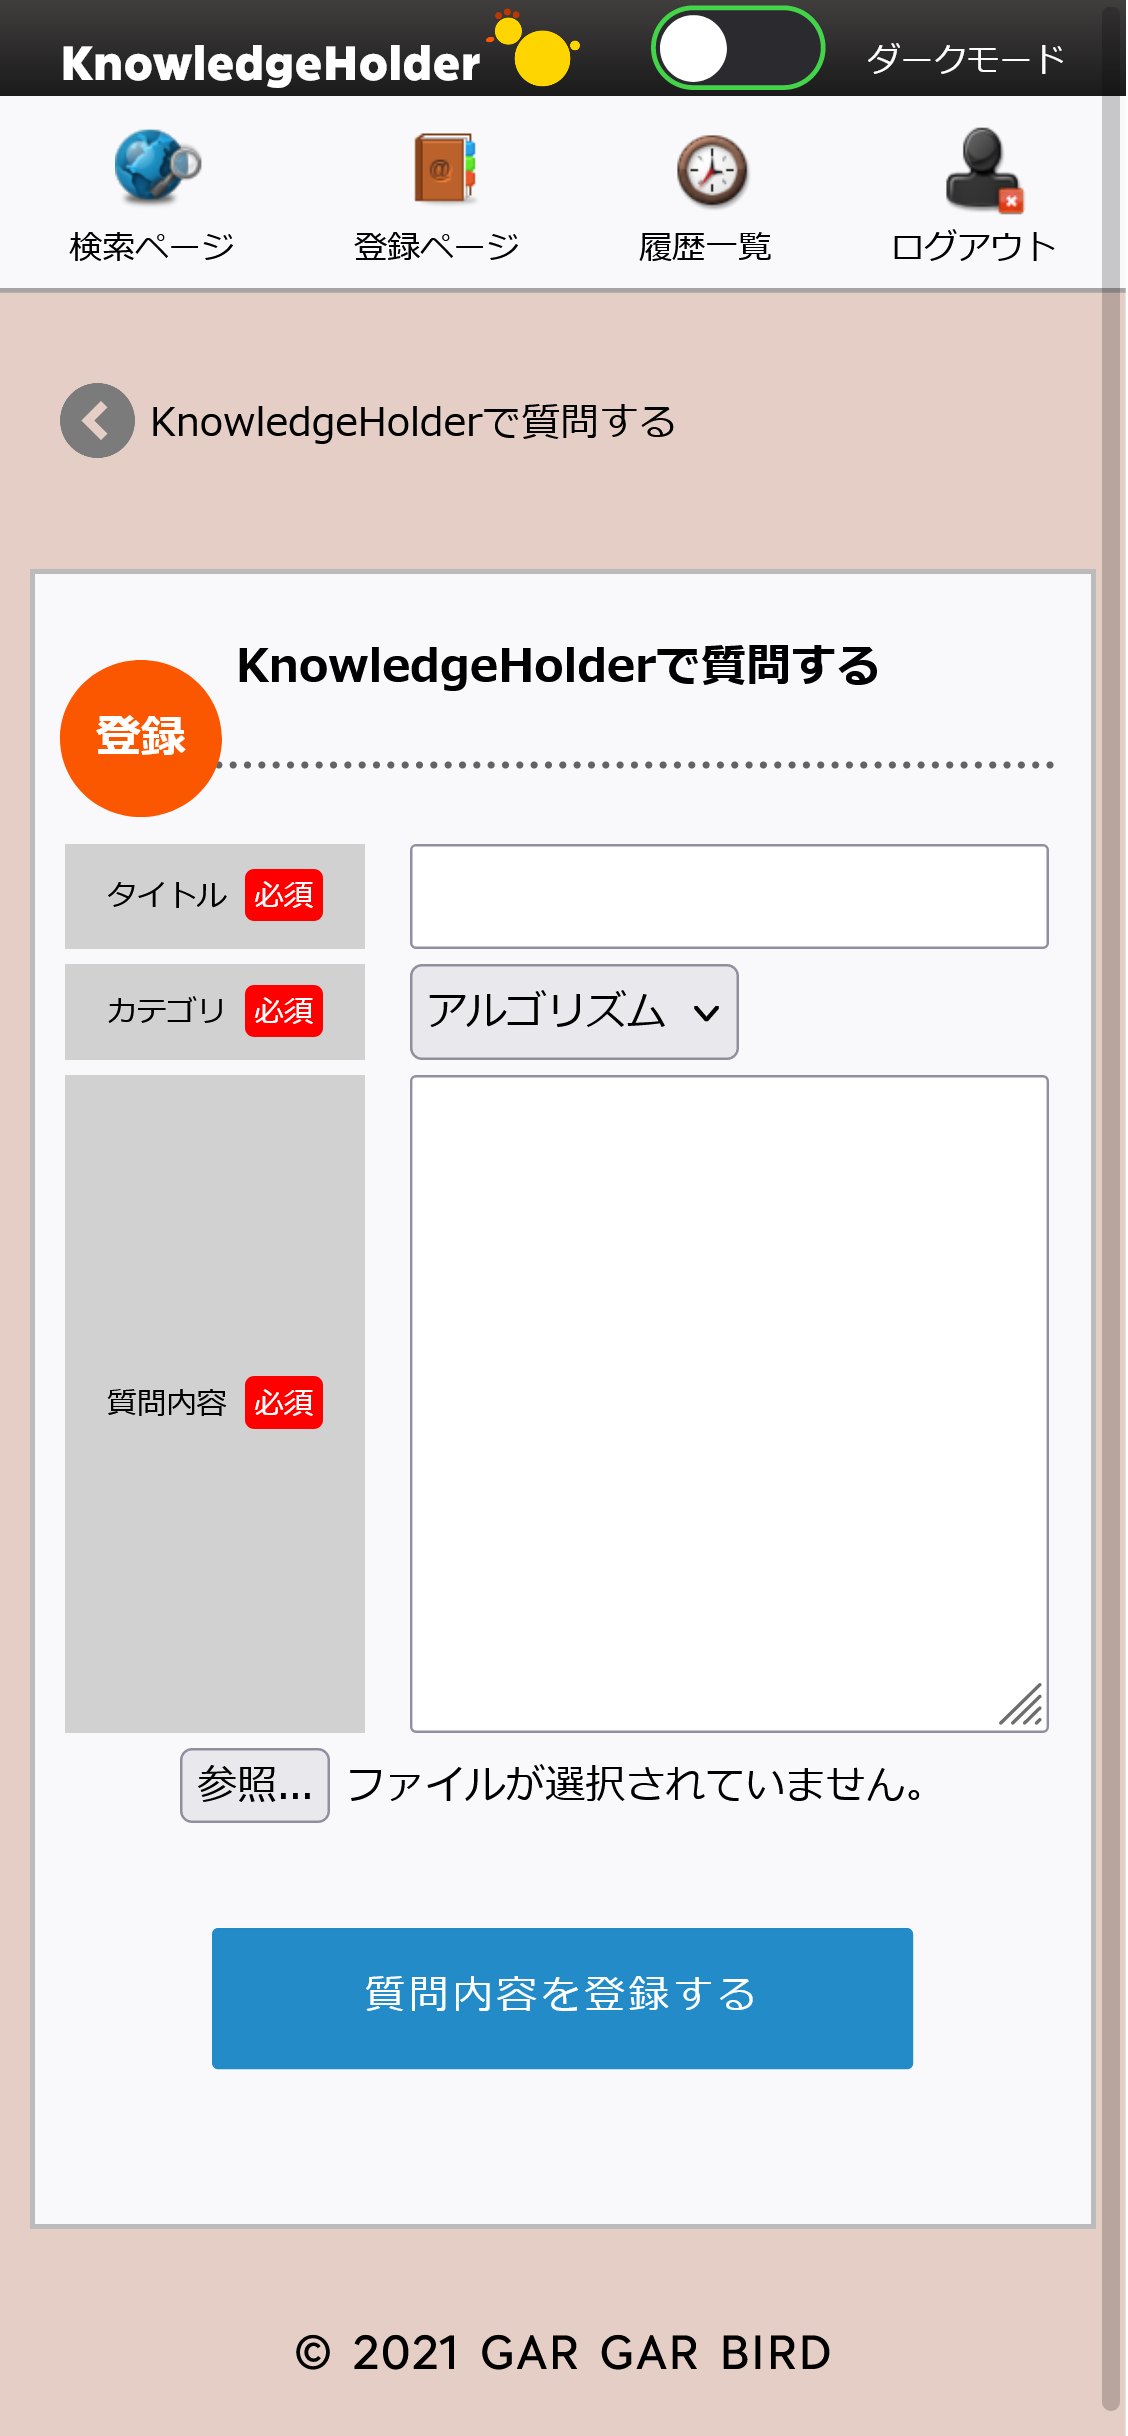 KnowledgeHolder
ダークモード
検索ページ 登録ページ 履歴一覧 ログアウト
KnowledgeHolderで質問する
KnowledgeHolderで質問する
登録
タイトル 必須
カテゴリ 必須 アルゴリズム
質問内容 必須
参照... ファイルが選択されていません。
質問内容を登録する
© 2021 GAR GAR BIRD